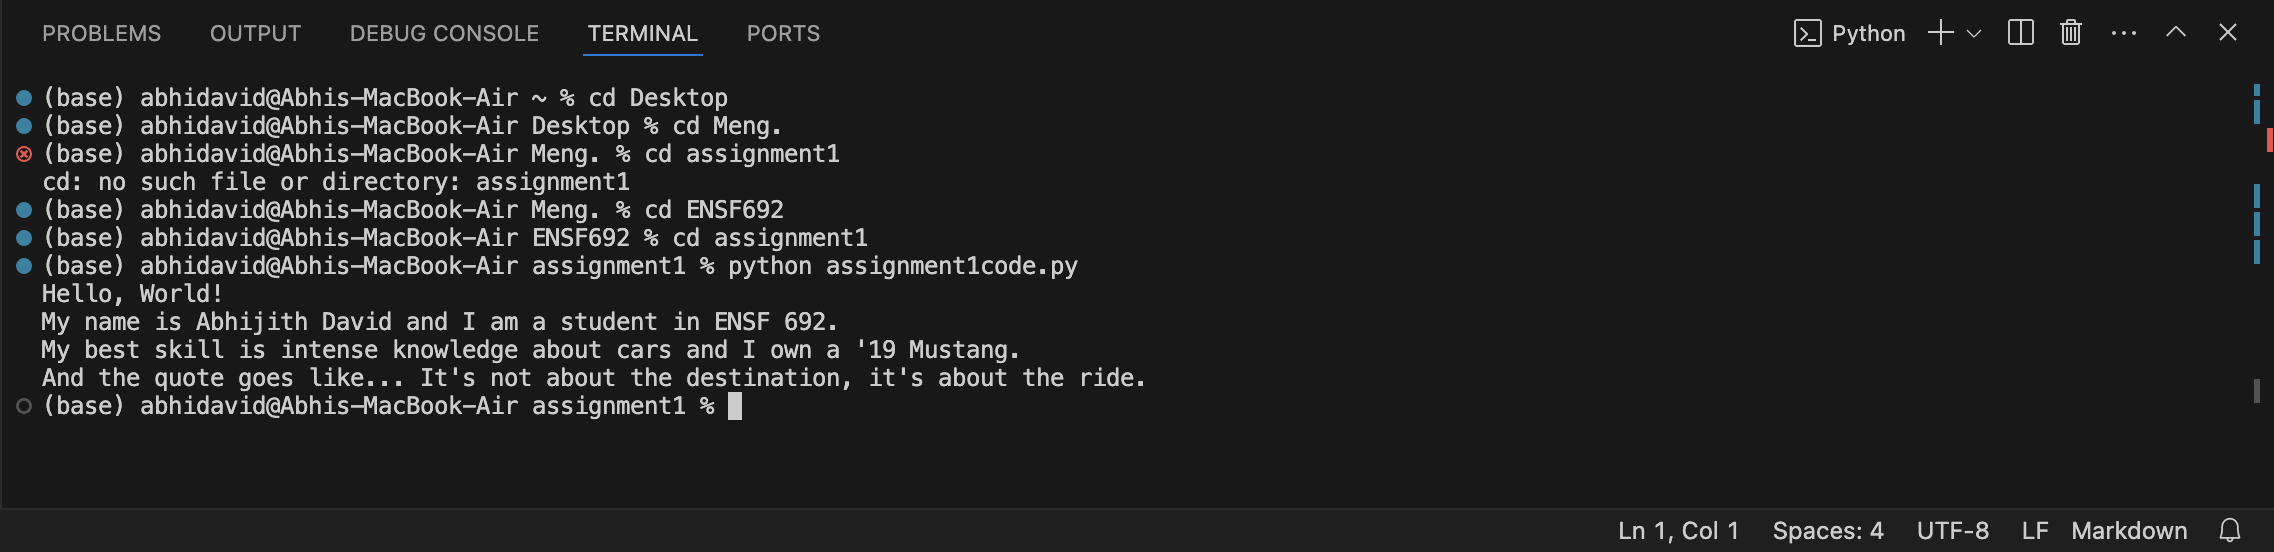 PROBLEMS OUTPUT DEBUG CONSOLE TERMINAL PORTS Python
(base) abhidavid@Abhis-MacBook-Air ~ % cd Desktop
(base) abhidavid@Abhis-MacBook-Air Desktop % cd Meng.
(base) abhidavid@Abhis-MacBook-Air Meng. % cd assignment1
cd: no such file or directory: assignment1
(base) abhidavid@Abhis-MacBook-Air Meng. % cd ENSF692
(base) abhidavid@Abhis-MacBook-Air ENSF692 % cd assignment1
(base) abhidavid@Abhis-MacBook-Air assignment1 % python assignment1code.py
Hello, World!
My name is Abhijith David and I am a student in ENSF 692.
My best skill is intense knowledge about cars and I own a '19 Mustang.
And the quote goes like... It's not about the destination, it's about the ride.
(base) abhidavid@Abhis-MacBook-Air assignment1 %
Ln 1, Col 1 Spaces: 4 UTF-8 LF Markdown